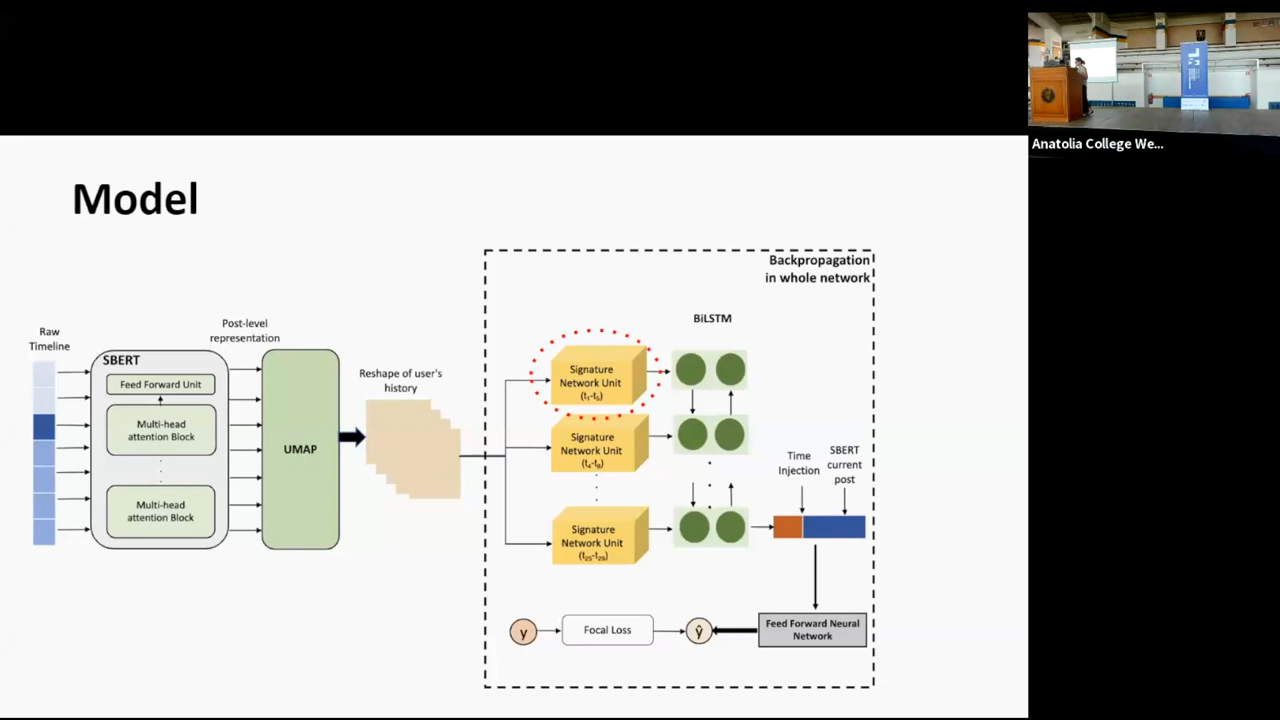 Model
Anatolia College We...
Backpropagation
in whole network
Raw
Timeline
SBERT
Feed Forward Unit
Multi-head
attention Block
Multi-head
attention Block
Post-level
representation
UMAP
Reshape of user's
history
Signature
Network Unit
(t₁-t₅)
Signature
Network Unit
Signature
Network Unit
BiLSTM
Time
Injection
SBERT
current
post
y
Focal Loss
ŷ
Feed Forward Neural
Network